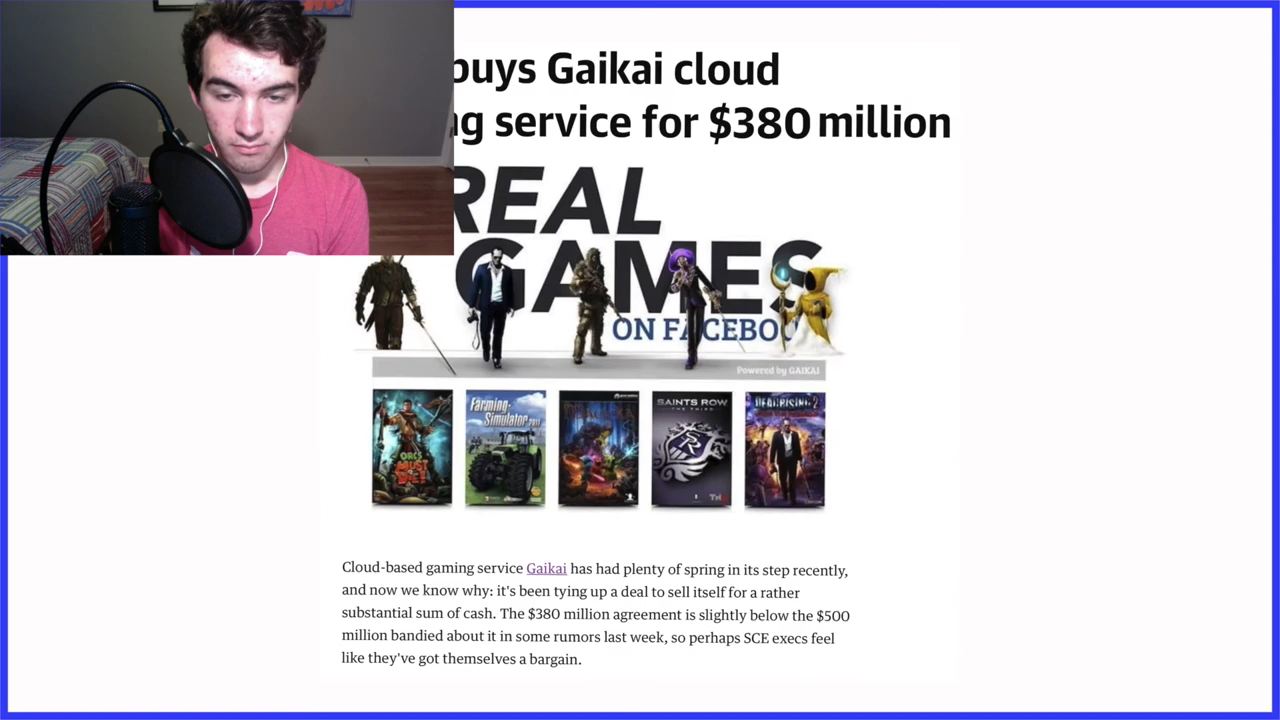 buys Gaikai cloud
ng service for $380 million
REAL
GAMES
ON FACEBOO
Powered by GAIKAI
ORCS
MUST
DIE!
Farming-
Simulator 2011
SAINTS ROW
THE THIRD
DEAD RISING 2
Cloud-based gaming service Gaikai has had plenty of spring in its step recently,
and now we know why: it's been tying up a deal to sell itself for a rather
substantial sum of cash. The $380 million agreement is slightly below the $500
million bandied about it in some rumors last week, so perhaps SCE execs feel
like they've got themselves a bargain.